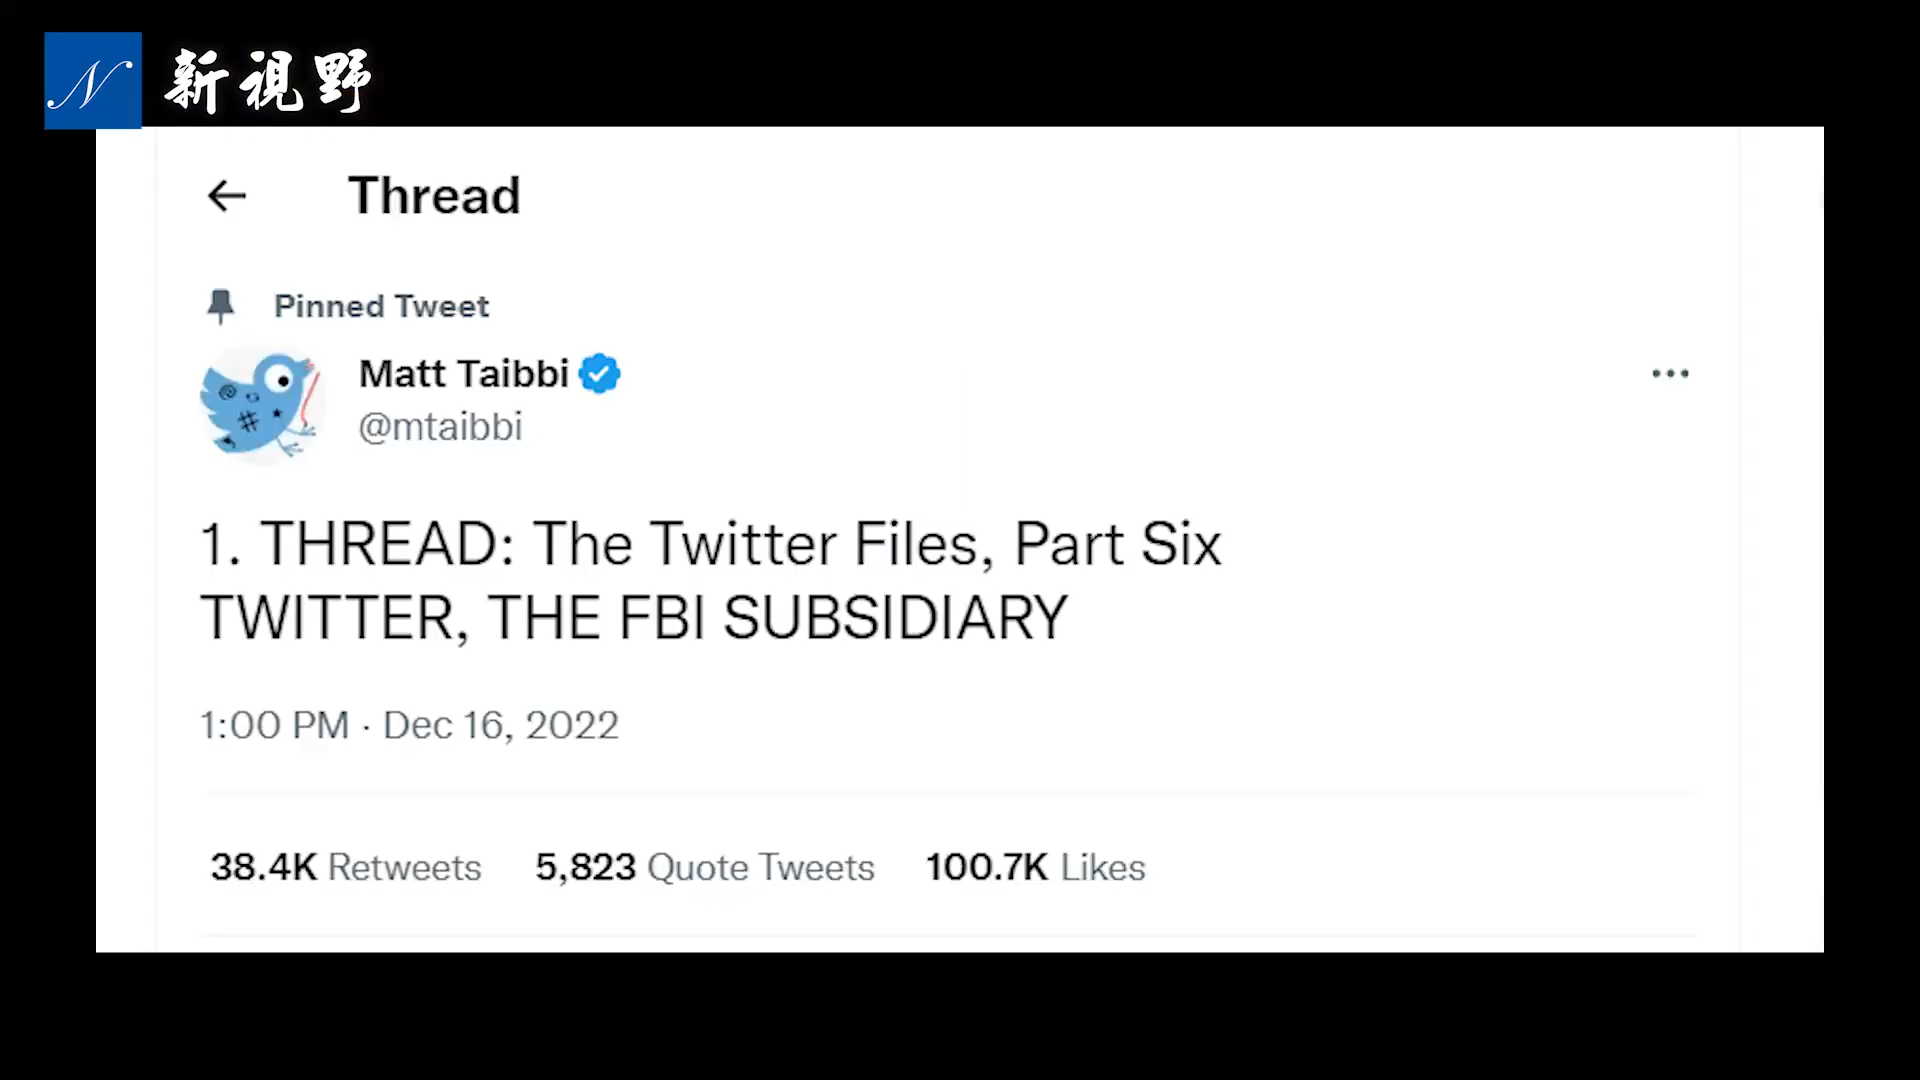 N 新視野
Thread
Pinned Tweet
Matt Taibbi
@mtaibbi
1. THREAD: The Twitter Files, Part Six
TWITTER, THE FBI SUBSIDIARY
1:00 PM · Dec 16, 2022
38.4K Retweets 5,823 Quote Tweets 100.7K Likes